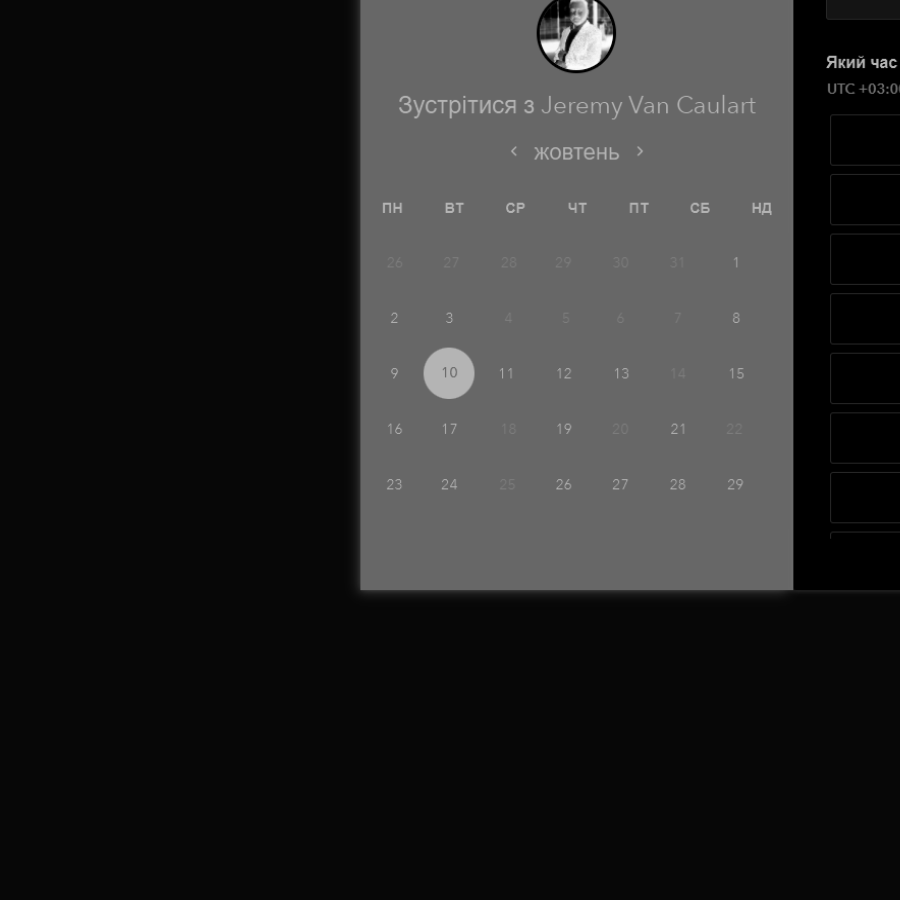 Зустрітися з Jeremy Van Caulart
< жовтень >
ПН ВТ СР ЧТ ПТ СБ НД
26 27 28 29 30 31 1
2 3 4 5 6 7 8
9 10 11 12 13 14 15
16 17 18 19 20 21 22
23 24 25 26 27 28 29
Який час
UTC +03:0